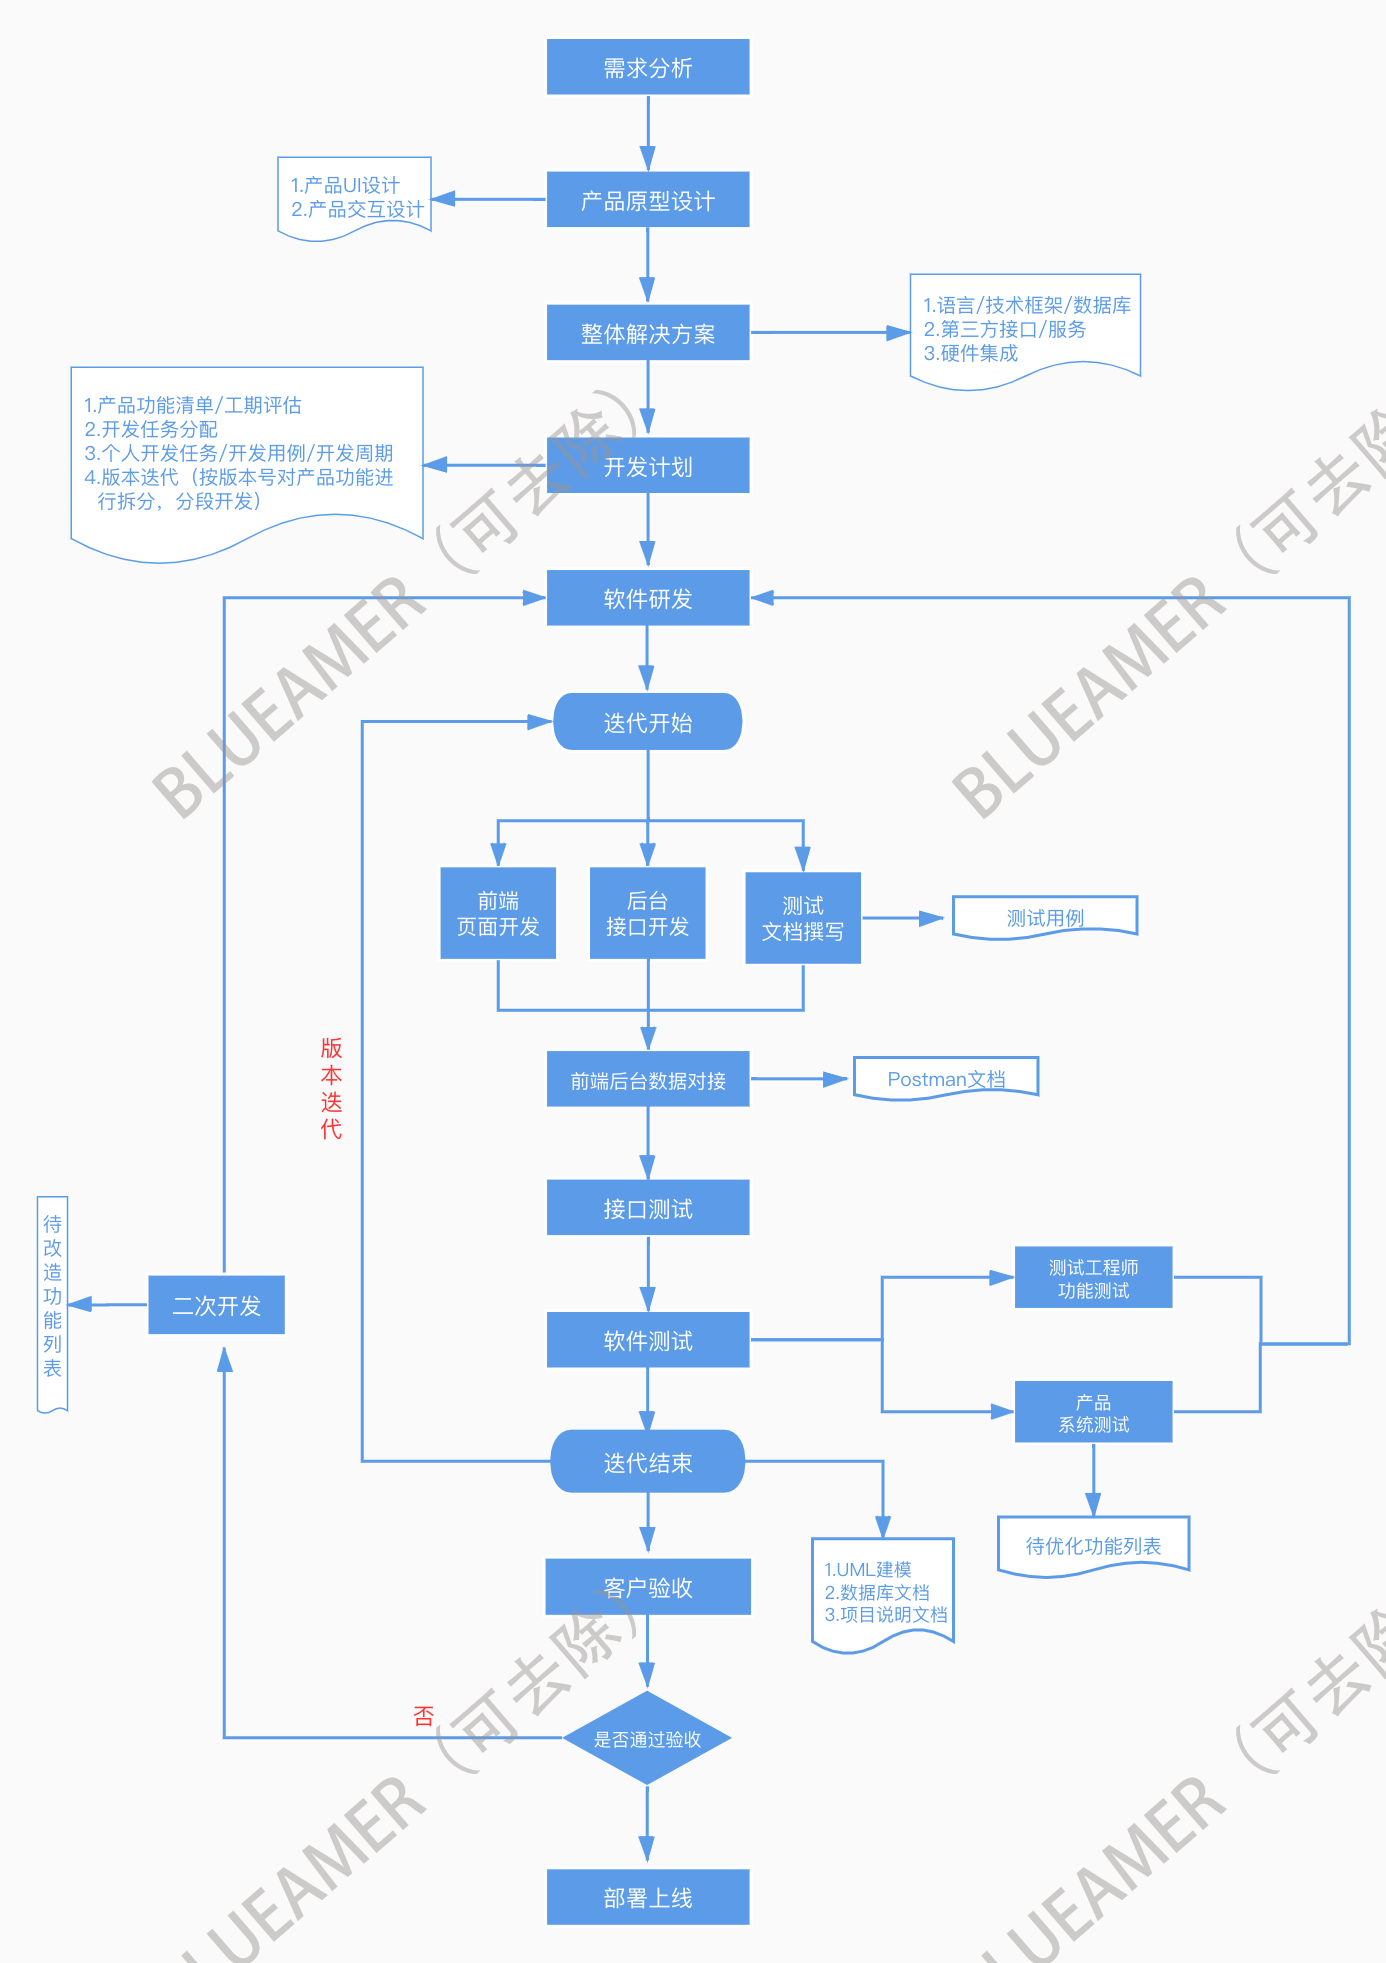 需求分析
1.产品UI设计
2.产品交互设计
产品原型设计
整体解决方案
1.语言/技术框架/数据库
2.第三方接口/服务
3.硬件集成
1.产品功能清单/工期评估
2.开发任务分配
3.个人开发任务/开发用例/开发周期
4.版本迭代（按版本号对产品功能进
行拆分，分段开发）
开发计划
软件研发
迭代开始
前端
页面开发
后台
接口开发
测试
文档撰写
测试用例
版
本
迭
代
前端后台数据对接
Postman文档
接口测试
待
改
造
功
能
列
表
二次开发
软件测试
测试工程师
功能测试
产品
系统测试
迭代结束
待优化功能列表
1.UML建模
2.数据库文档
3.项目说明文档
客户验收
否
是否通过验收
部署上线
BLUEAMER（可去除）
BLUEAMER（可去除
BLUEAMER（可去除）
BLUEAMER（可去除